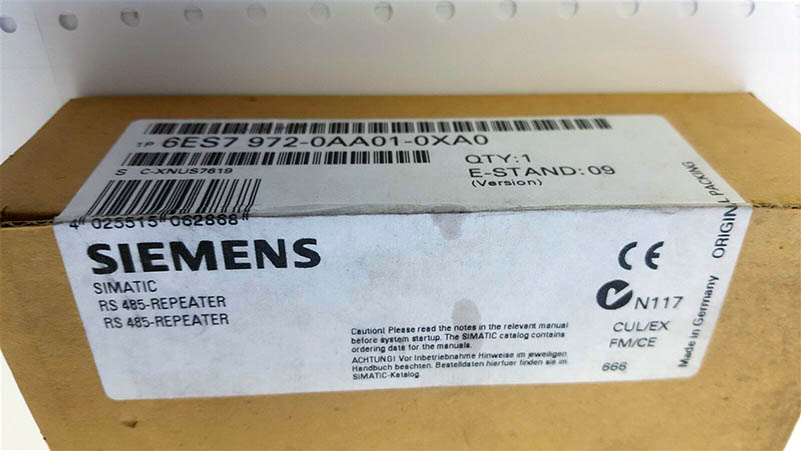 1P 6ES7 972-0AA01-0XA0
S C-XNUS7619
QTY:1
E-STAND:09
(Version)
4 025515 062868
SIEMENS
SIMATIC
RS 485-REPEATER
RS 485-REPEATER
Caution! Please read the notes in the relevant manual
before system startup. The SIMATIC catalog contains
ordering date for the manuals.
ACHTUNG! Vor Inbetriebnahme Hinweise im jeweiligen
Handbuch beachten. Bestelldaten hierfuer finden sie im
SIMATIC-Katalog.
CE
N117
CUL/EX
FM/CE
666
Made in Germany
ORIGINAL PACKING